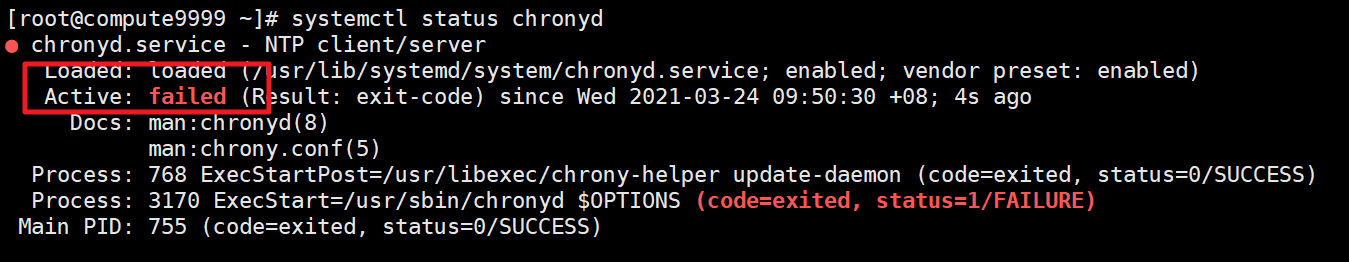 [root@compute9999 ~]# systemctl status chronyd
● chronyd.service - NTP client/server
Loaded: loaded (/usr/lib/systemd/system/chronyd.service; enabled; vendor preset: enabled)
Active: failed (Result: exit-code) since Wed 2021-03-24 09:50:30 +08; 4s ago
Docs: man:chronyd(8)
man:chrony.conf(5)
Process: 768 ExecStartPost=/usr/libexec/chrony-helper update-daemon (code=exited, status=0/SUCCESS)
Process: 3170 ExecStart=/usr/sbin/chronyd $OPTIONS (code=exited, status=1/FAILURE)
Main PID: 755 (code=exited, status=0/SUCCESS)